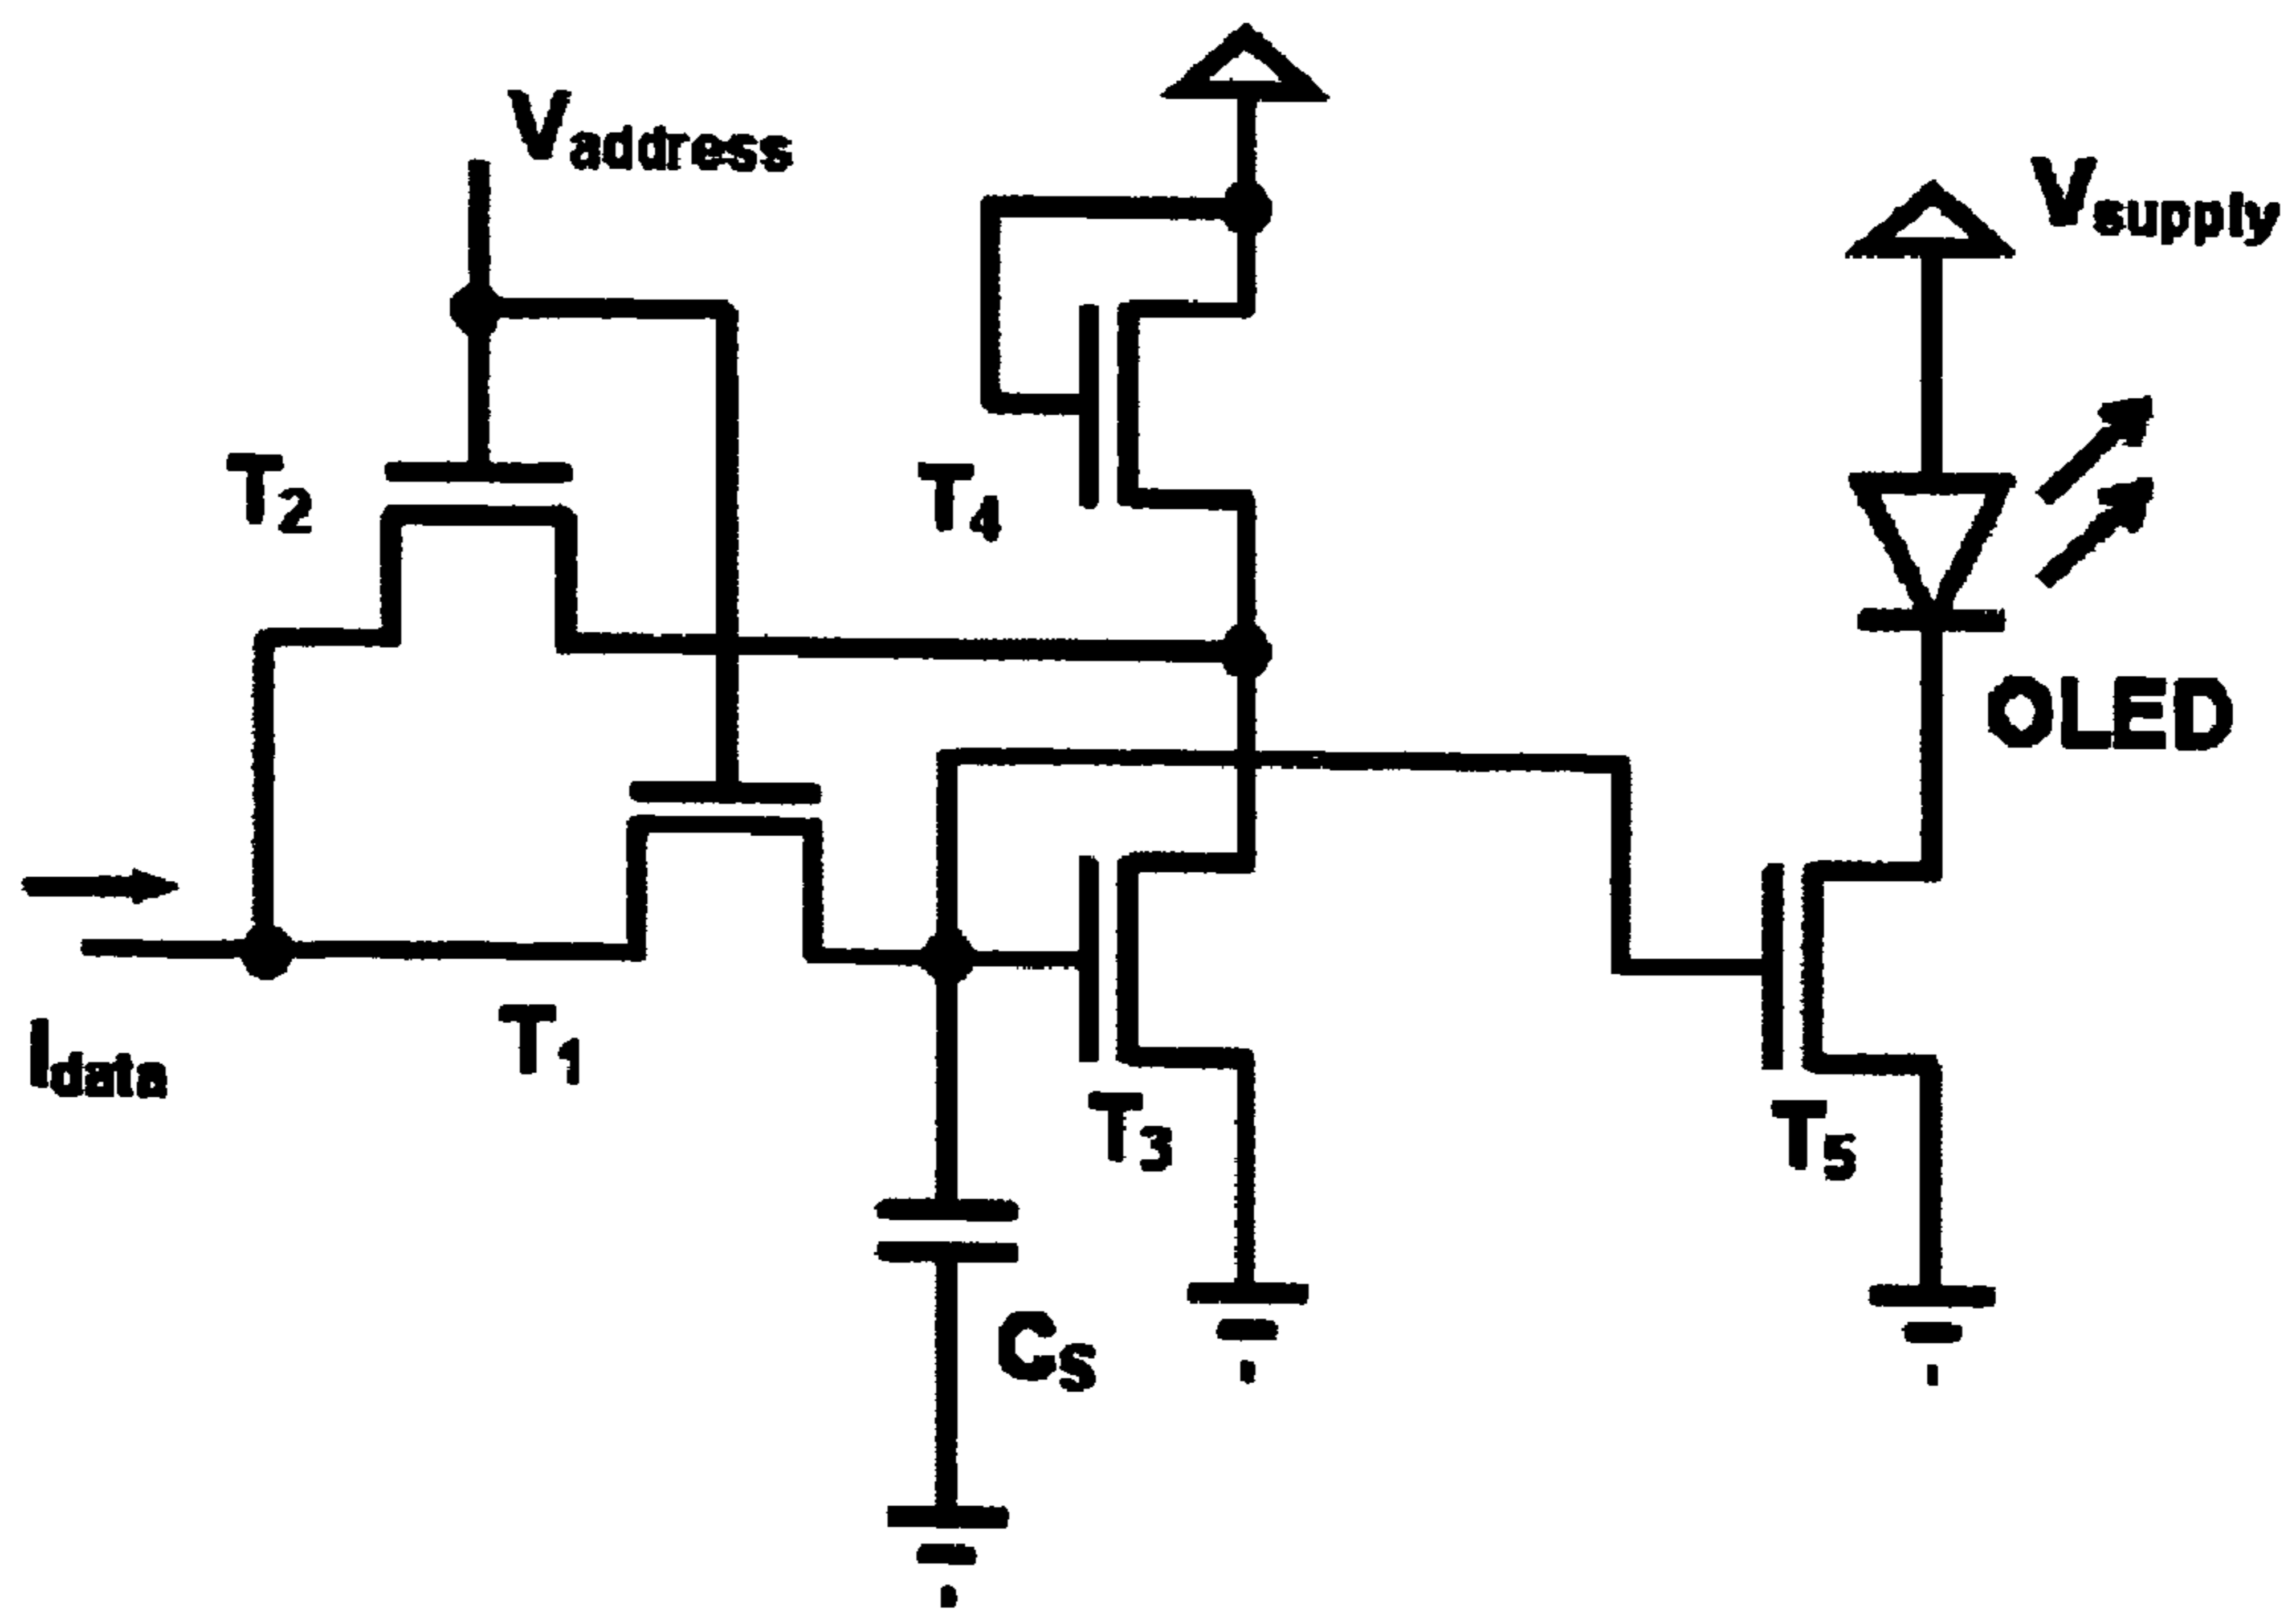 Vaddress
Vsupply
T2
T4
OLED
Idata
T1
T3
T5
CS